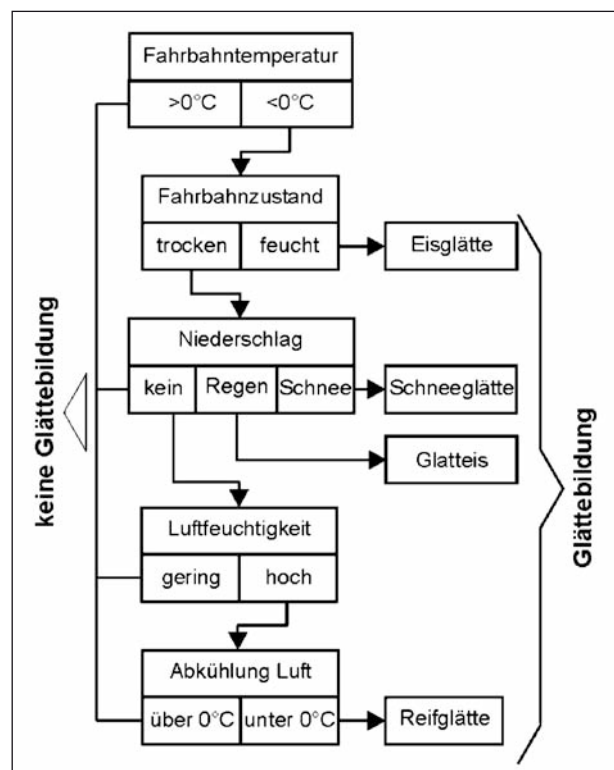 Fahrbahntemperatur
>0°C <0°C
Fahrbahnzustand
trocken feucht Eisglätte
Niederschlag
kein Regen Schnee Schneeglätte
Glatteis
Luftfeuchtigkeit
gering hoch
Abkühlung Luft
über 0°C unter 0°C Reifglätte
keine Glättebildung
Glättebildung